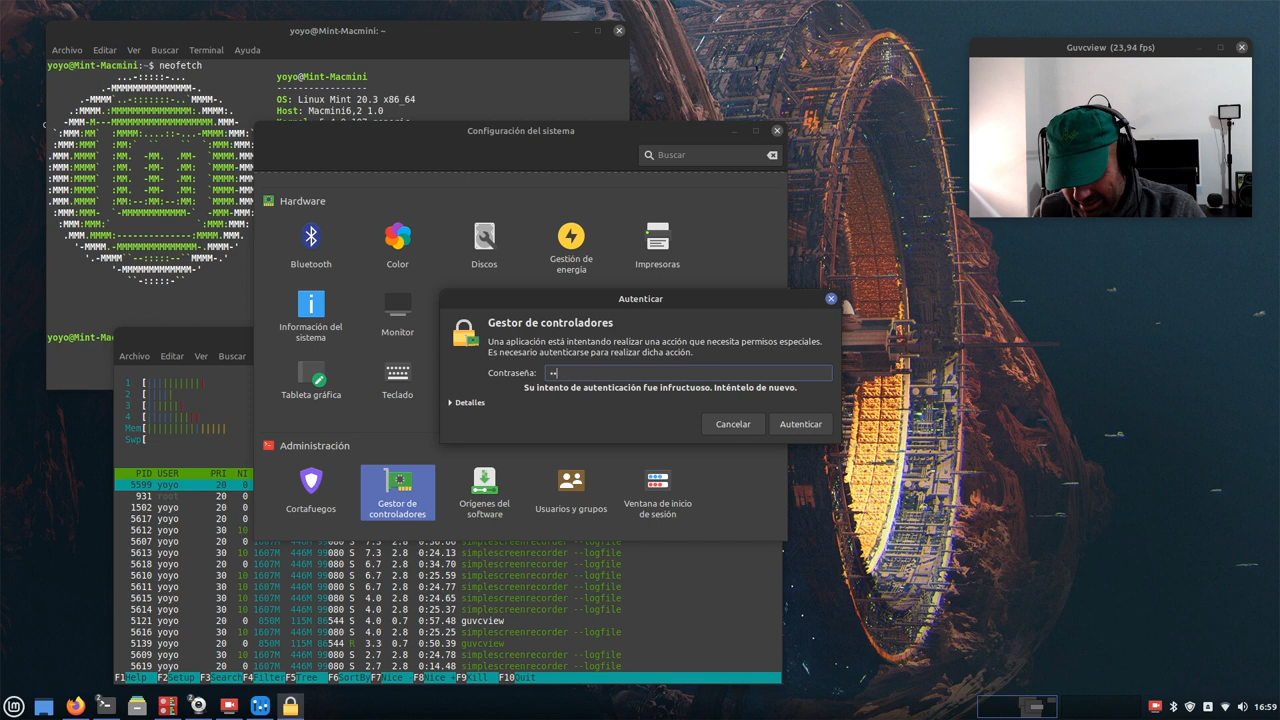 yoyo@Mint-Macmini: ~
Archivo Editar Ver Buscar Terminal Ayuda
yoyo@Mint-Macmini:~$ neofetch
yoyo@Mint-Macmini
-----------------
OS: Linux Mint 20.3 x86_64
Host: Macmini6,2 1.0
yoyo@Mint-Ma
Guvcview (23,94 fps)
Configuración del sistema
Buscar
Hardware
Bluetooth
Color
Discos
Gestión de energía
Impresoras
Información del sistema
Monitor
Tableta gráfica
Teclado
Administración
Cortafuegos
Gestor de controladores
Orígenes del software
Usuarios y grupos
Ventana de inicio de sesión
Autenticar
Gestor de controladores
Una aplicación está intentando realizar una acción que necesita permisos especiales.
Es necesario autenticarse para realizar dicha acción.
Contraseña:
Su intento de autenticación fue infructuoso. Inténtelo de nuevo.
Detalles
Cancelar Autenticar
Archivo Editar Ver Buscar
1 [
2 [
3 [
4 [
Mem[
Swp[
PID USER PRI NI
5599 yoyo 20 0
931 root 20 0
1502 yoyo 20 0
5617 yoyo 20 0
5612 yoyo 30 10
5607 yoyo 20 0 simplescreenrecorder --logfile
5613 yoyo 30 10 1607M 446M 99080 S 7.3 2.8 0:24.13 simplescreenrecorder --logfile
5618 yoyo 20 0 1607M 446M 99080 S 6.7 2.8 0:34.70 simplescreenrecorder --logfile
5610 yoyo 30 10 1607M 446M 99080 S 6.7 2.8 0:25.59 simplescreenrecorder --logfile
5611 yoyo 30 10 1607M 446M 99080 S 6.7 2.8 0:24.77 simplescreenrecorder --logfile
5615 yoyo 30 10 1607M 446M 99080 S 4.0 2.8 0:24.65 simplescreenrecorder --logfile
5614 yoyo 30 10 1607M 446M 99080 S 4.0 2.8 0:25.37 simplescreenrecorder --logfile
5121 yoyo 20 0 850M 115M 86544 S 4.0 0.7 0:57.48 guvcview
5616 yoyo 30 10 1607M 446M 99080 S 4.0 2.8 0:25.25 simplescreenrecorder --logfile
5139 yoyo 20 0 850M 115M 86544 R 3.3 0.7 0:50.39 guvcview
5609 yoyo 30 10 1607M 446M 99080 S 2.7 2.8 0:24.78 simplescreenrecorder --logfile
5619 yoyo 20 0 1607M 446M 99080 S 2.7 2.8 0:14.48 simplescreenrecorder --logfile
F1Help F2Setup F3Search F4Filter F5Tree F6SortBy F7Nice - F8Nice + F9Kill F10Quit
2
2
16:59